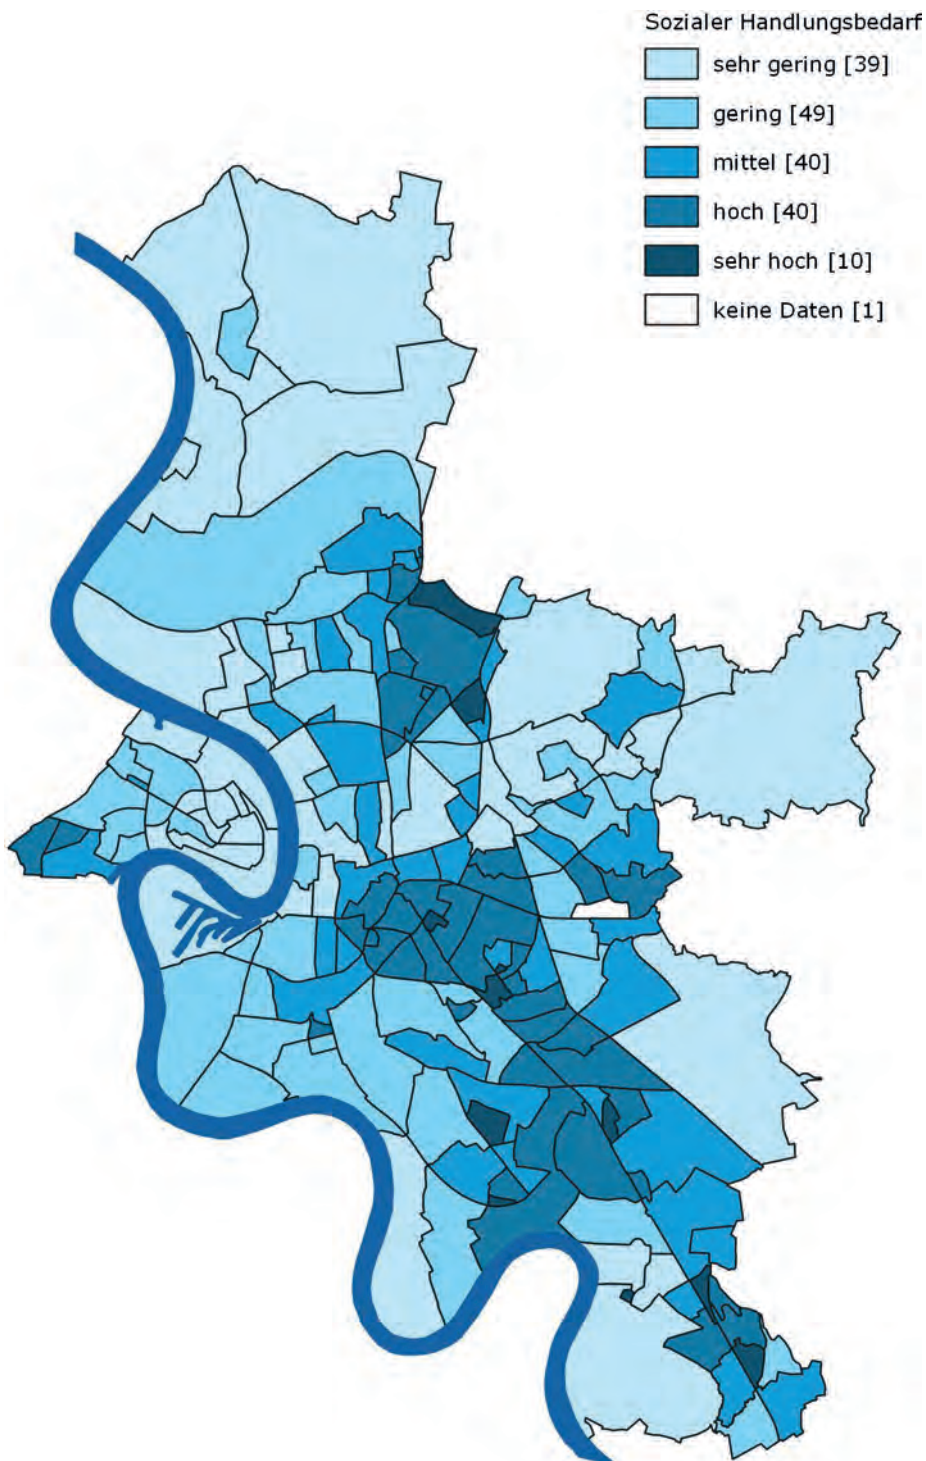 Sozialer Handlungsbedarf
sehr gering [39]
gering [49]
mittel [40]
hoch [40]
sehr hoch [10]
keine Daten [1]